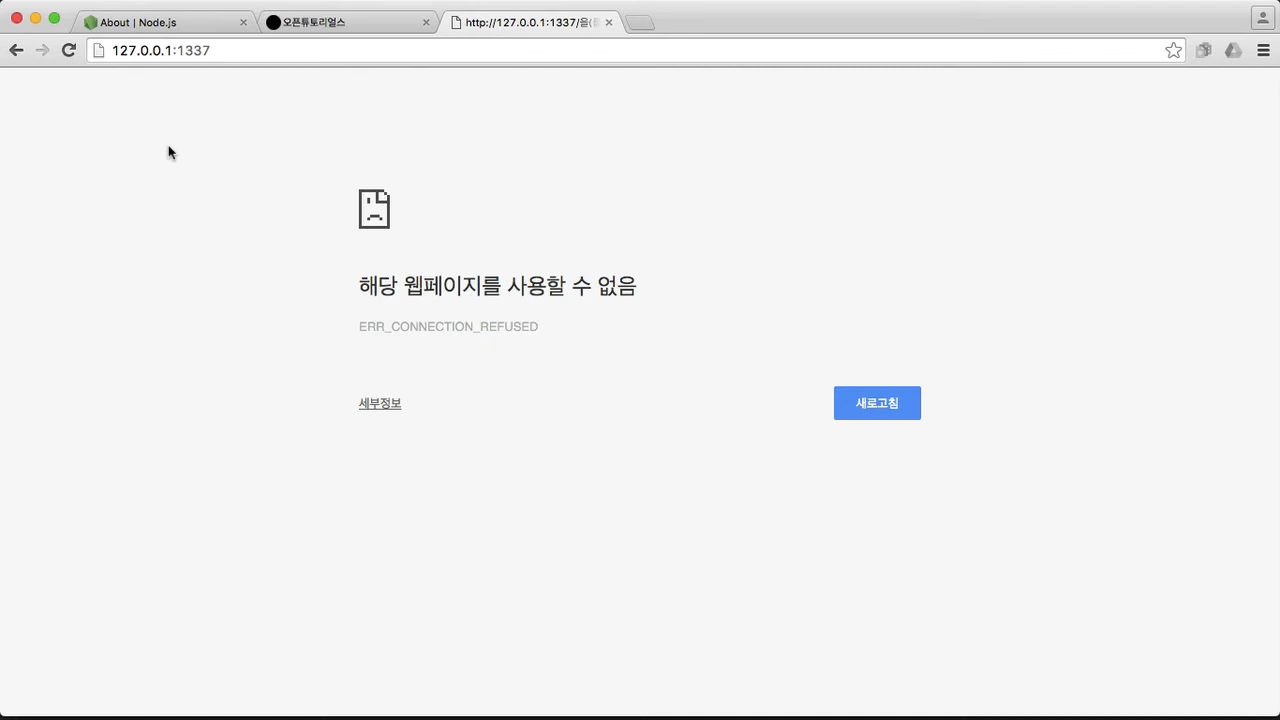 About | Node.js
오픈튜토리얼스
http://127.0.0.1:1337/을(
127.0.0.1:1337
해당 웹페이지를 사용할 수 없음
ERR_CONNECTION_REFUSED
세부정보
새로고침